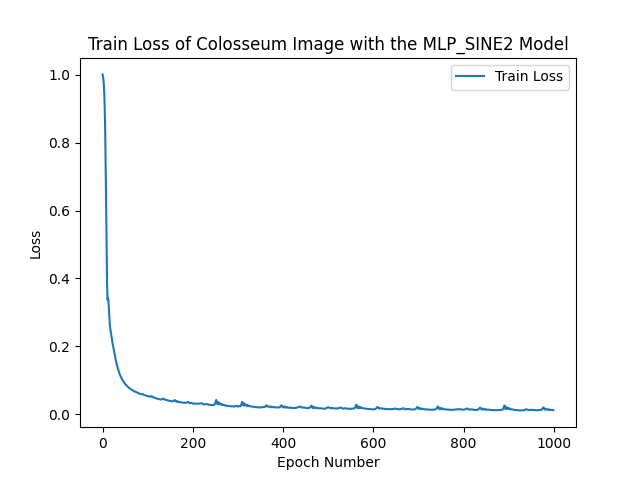 Train Loss of Colosseum Image with the MLP_SINE2 Model
Train Loss
1.0
0.8
0.6
0.4
0.2
0.0
Loss
0 200 400 600 800 1000
Epoch Number